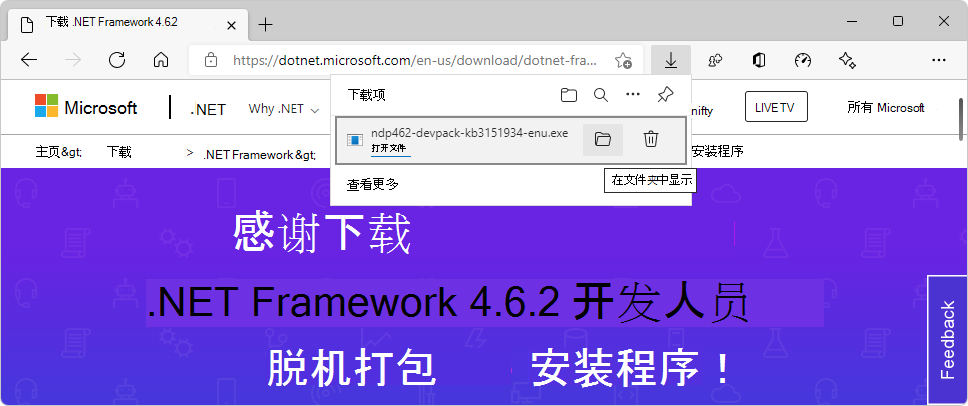 下载 .NET Framework 4.6.2
https://dotnet.microsoft.com/en-us/download/dotnet-fra...
下载项
Microsoft .NET Why .NET nifty LIVE TV 所有 Microsoft
ndp462-devpack-kb3151934-enu.exe
打开文件
主页&gt; 下载 > .NET Framework &gt; 安装程序
在文件夹中显示
查看更多
感谢下载
.NET Framework 4.6.2 开发人员
脱机打包 安装程序！
Feedback